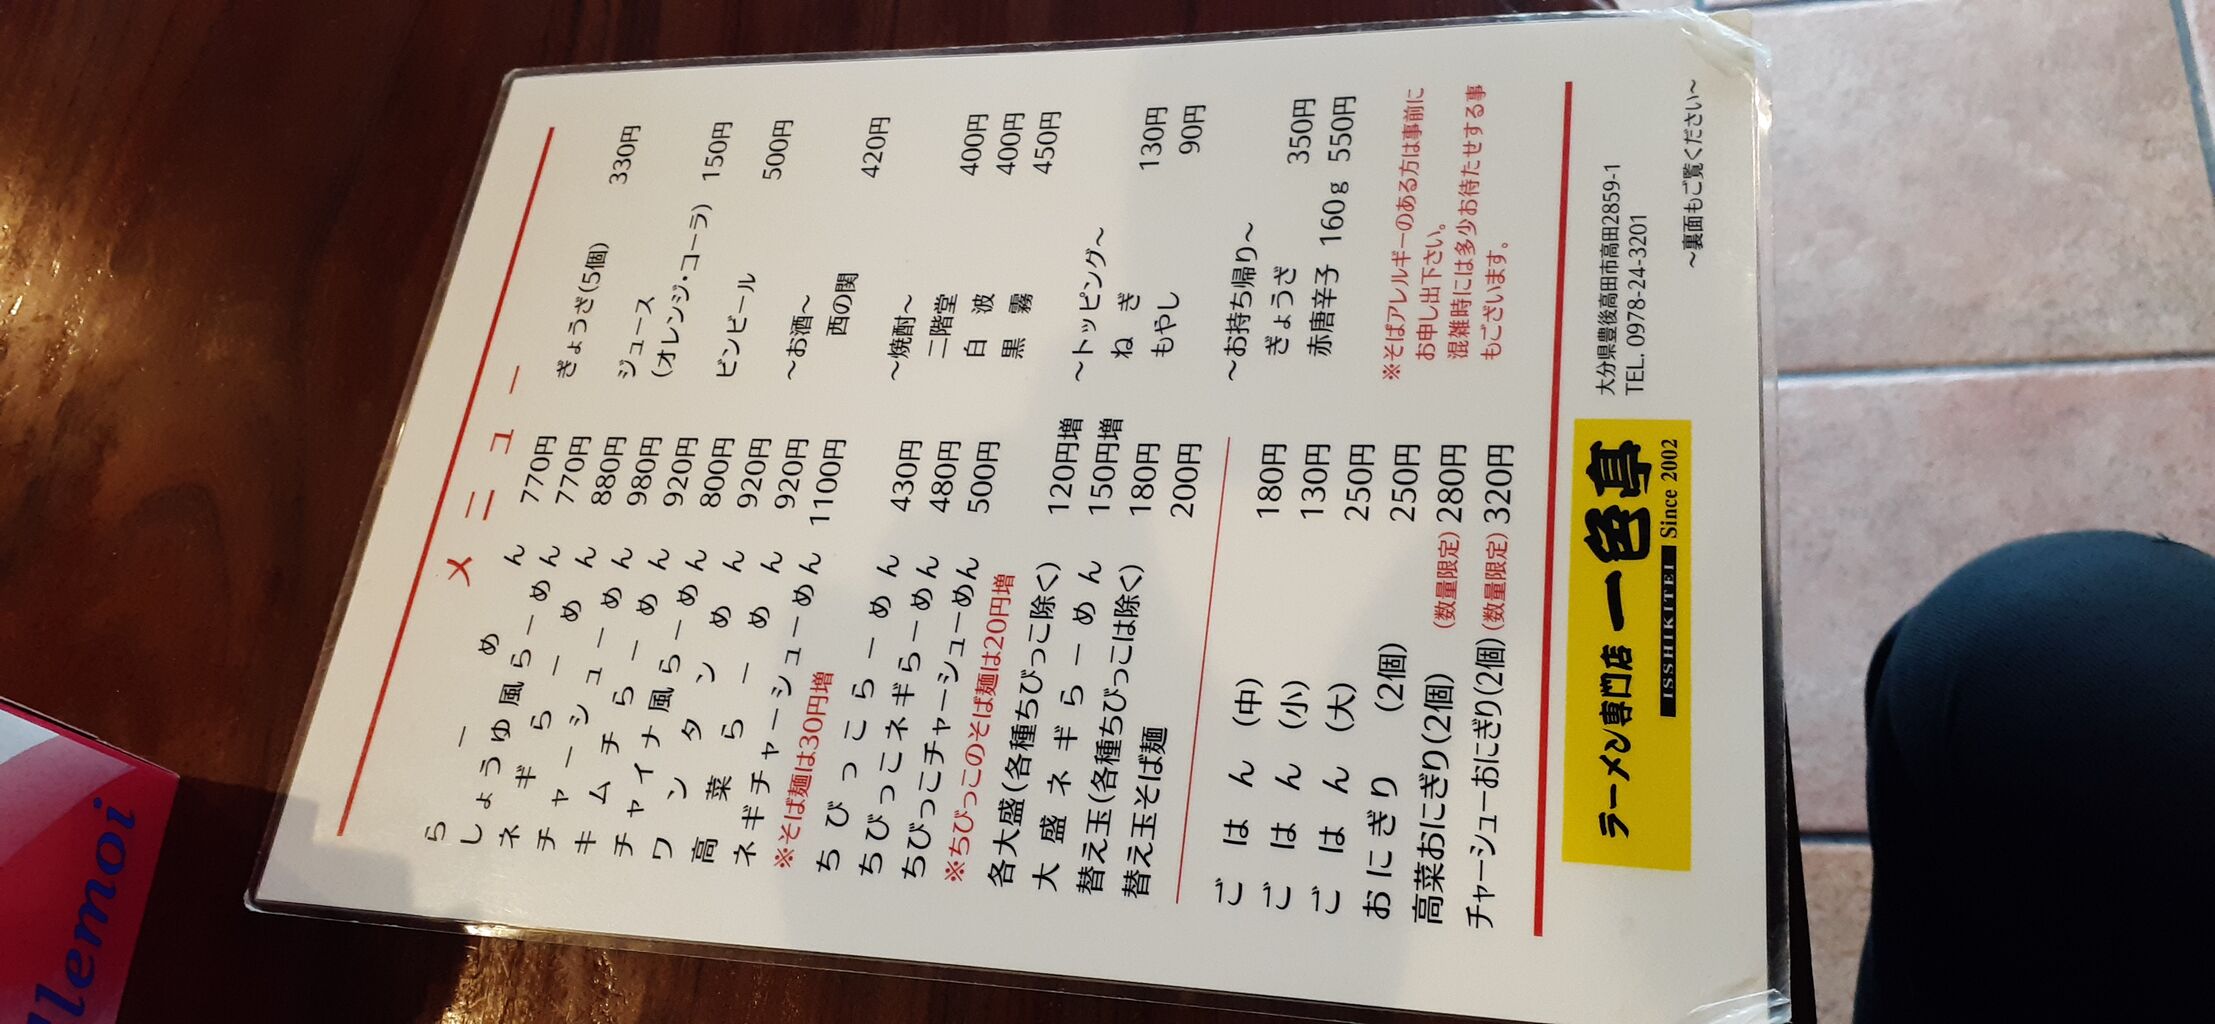 メニュー
らーめん 770円
しょうゆ風らーめん 770円
ネギらーめん 880円
チャーシューめん 980円
キムチらーめん 920円
チャイナ風らーめん 800円
ワンタンめん 920円
高菜らーめん 920円
ネギチャーシューめん 1100円
※そば麺は30円増
ちびっこらーめん 430円
ちびっこネギらーめん 480円
ちびっこチャーシューめん 500円
※ちびっこのそば麺は20円増
各大盛(各種ちびっこ除く) 120円増
大盛ネギらーめん 150円増
替え玉(各種ちびっこは除く) 180円
替え玉そば麺 200円
ごはん (中) 180円
ごはん (小) 130円
ごはん (大) 250円
おにぎり (2個) 250円
高菜おにぎり(2個) (数量限定) 280円
チャーシューおにぎり(2個) (数量限定) 320円
ぎょうざ(5個) 330円
ジュース
(オレンジ・コーラ) 150円
ビンビール 500円
～お酒～
西の関 420円
～焼酎～
二階堂 400円
白波 400円
黒霧 450円
～トッピング～
ねぎ 130円
もやし 90円
～お持ち帰り～
ぎょうざ 350円
赤唐辛子 160g 550円
※そばアレルギーのある方は事前に
お申し出下さい。
混雑時には多少お待たせする事
もございます。
ラーメン専門店 一色亭
ISSHIKITEI Since 2002
大分県豊後高田市高田2859-1
TEL. 0978-24-3201
～裏面もご覧ください～
lemoi